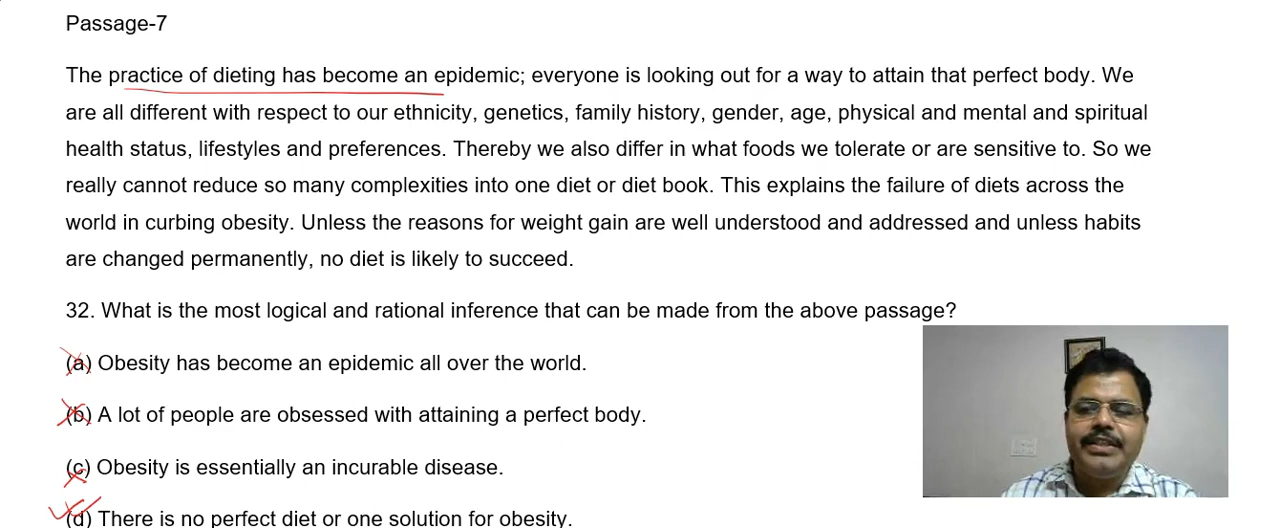 Passage-7
The practice of dieting has become an epidemic; everyone is looking out for a way to attain that perfect body. We
are all different with respect to our ethnicity, genetics, family history, gender, age, physical and mental and spiritual
health status, lifestyles and preferences. Thereby we also differ in what foods we tolerate or are sensitive to. So we
really cannot reduce so many complexities into one diet or diet book. This explains the failure of diets across the
world in curbing obesity. Unless the reasons for weight gain are well understood and addressed and unless habits
are changed permanently, no diet is likely to succeed.
32. What is the most logical and rational inference that can be made from the above passage?
(a) Obesity has become an epidemic all over the world.
(b) A lot of people are obsessed with attaining a perfect body.
(c) Obesity is essentially an incurable disease.
(d) There is no perfect diet or one solution for obesity.